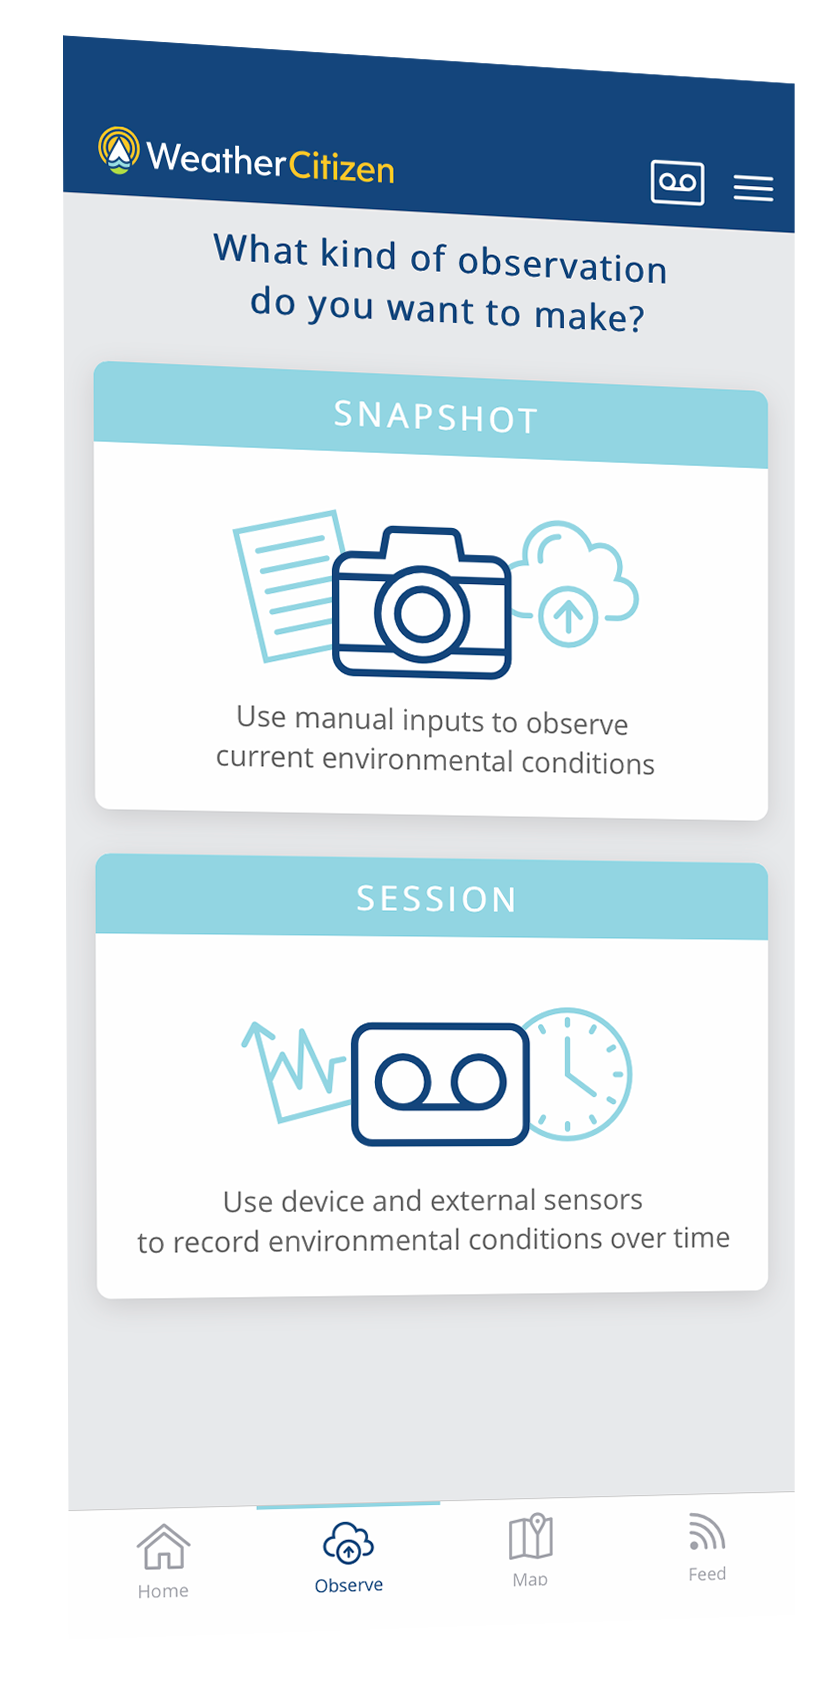 WeatherCitizen
What kind of observation
do you want to make?
SNAPSHOT
Use manual inputs to observe
current environmental conditions
SESSION
Use device and external sensors
to record environmental conditions over time
Home
Observe
Map
Feed